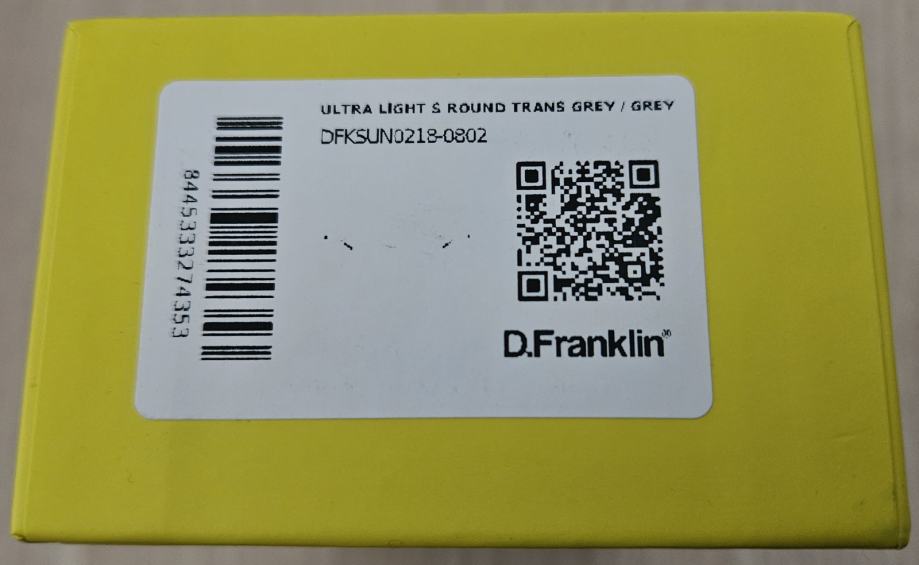 ULTRA LIGHT S ROUND TRANS GREY / GREY
DFKSUN0218-0802
8445333274353
D.Franklin